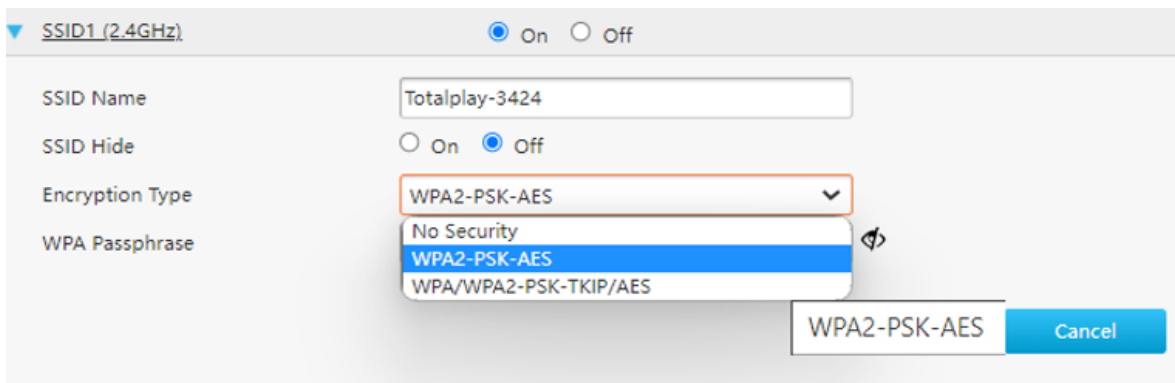 SSID1 (2.4GHz) On Off
SSID Name Totalplay-3424
SSID Hide On Off
Encryption Type WPA2-PSK-AES
No Security
WPA Passphrase
WPA2-PSK-AES
WPA/WPA2-PSK-TKIP/AES
WPA2-PSK-AES Cancel